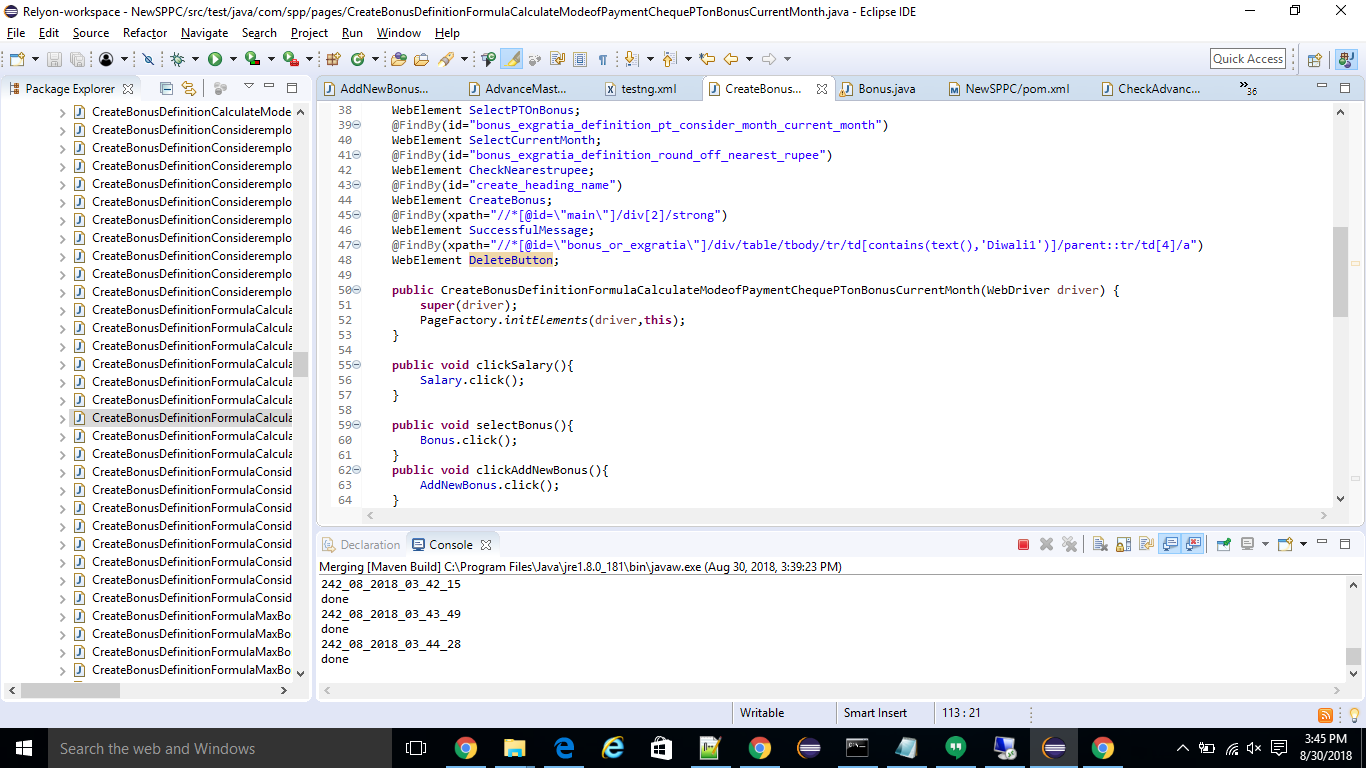 Relyon-workspace - NewSPPC/src/test/java/com/spp/pages/CreateBonusDefinitionFormulaCalculateModeofPaymentChequePTonBonusCurrentMonth.java - Eclipse IDE
File Edit Source Refactor Navigate Search Project Run Window Help
Quick Access
Package Explorer
CreateBonusDefinitionCalculateMode
CreateBonusDefinitionConsideremplo
CreateBonusDefinitionConsideremplo
CreateBonusDefinitionConsideremplo
CreateBonusDefinitionConsideremplo
CreateBonusDefinitionConsideremplo
CreateBonusDefinitionConsideremplo
CreateBonusDefinitionConsideremplo
CreateBonusDefinitionConsideremplo
CreateBonusDefinitionConsideremplo
CreateBonusDefinitionConsideremplo
CreateBonusDefinitionFormulaCalcula
CreateBonusDefinitionFormulaCalcula
CreateBonusDefinitionFormulaCalcula
CreateBonusDefinitionFormulaCalcula
CreateBonusDefinitionFormulaCalcula
CreateBonusDefinitionFormulaCalcula
CreateBonusDefinitionFormulaCalcula
CreateBonusDefinitionFormulaCalcula
CreateBonusDefinitionFormulaCalcula
CreateBonusDefinitionFormulaConsid
CreateBonusDefinitionFormulaConsid
CreateBonusDefinitionFormulaConsid
CreateBonusDefinitionFormulaConsid
CreateBonusDefinitionFormulaConsid
CreateBonusDefinitionFormulaConsid
CreateBonusDefinitionFormulaConsid
CreateBonusDefinitionFormulaConsid
CreateBonusDefinitionFormulaMaxBo
CreateBonusDefinitionFormulaMaxBo
CreateBonusDefinitionFormulaMaxBo
CreateBonusDefinitionFormulaMaxBo
AddNewBonus... AdvanceMast... testng.xml CreateBonus... Bonus.java NewSPPC/pom.xml CheckAdvanc... »36
38 WebElement SelectPTOnBonus;
39 @FindBy(id="bonus_exgratia_definition_pt_consider_month_current_month")
40 WebElement SelectCurrentMonth;
41 @FindBy(id="bonus_exgratia_definition_round_off_nearest_rupee")
42 WebElement CheckNearestrupee;
43 @FindBy(id="create_heading_name")
44 WebElement CreateBonus;
45 @FindBy(xpath="//*[@id=\"main\"]/div[2]/strong")
46 WebElement SuccessfulMessage;
47 @FindBy(xpath="//*[@id=\"bonus_or_exgratia\"]/div/table/tbody/tr/td[contains(text(),'Diwali1')]/parent::tr/td[4]/a")
48 WebElement DeleteButton;
49
50 public CreateBonusDefinitionFormulaCalculateModeofPaymentChequePTonBonusCurrentMonth(WebDriver driver) {
51 super(driver);
52 PageFactory.initElements(driver,this);
53 }
54
55 public void clickSalary(){
56 Salary.click();
57 }
58
59 public void selectBonus(){
60 Bonus.click();
61 }
62 public void clickAddNewBonus(){
63 AddNewBonus.click();
64 }
Declaration Console
Merging [Maven Build] C:\Program Files\Java\jre1.8.0_181\bin\javaw.exe (Aug 30, 2018, 3:39:23 PM)
242_08_2018_03_42_15
done
242_08_2018_03_43_49
done
242_08_2018_03_44_28
done
Writable Smart Insert 113 : 21
Search the web and Windows
3:45 PM
8/30/2018